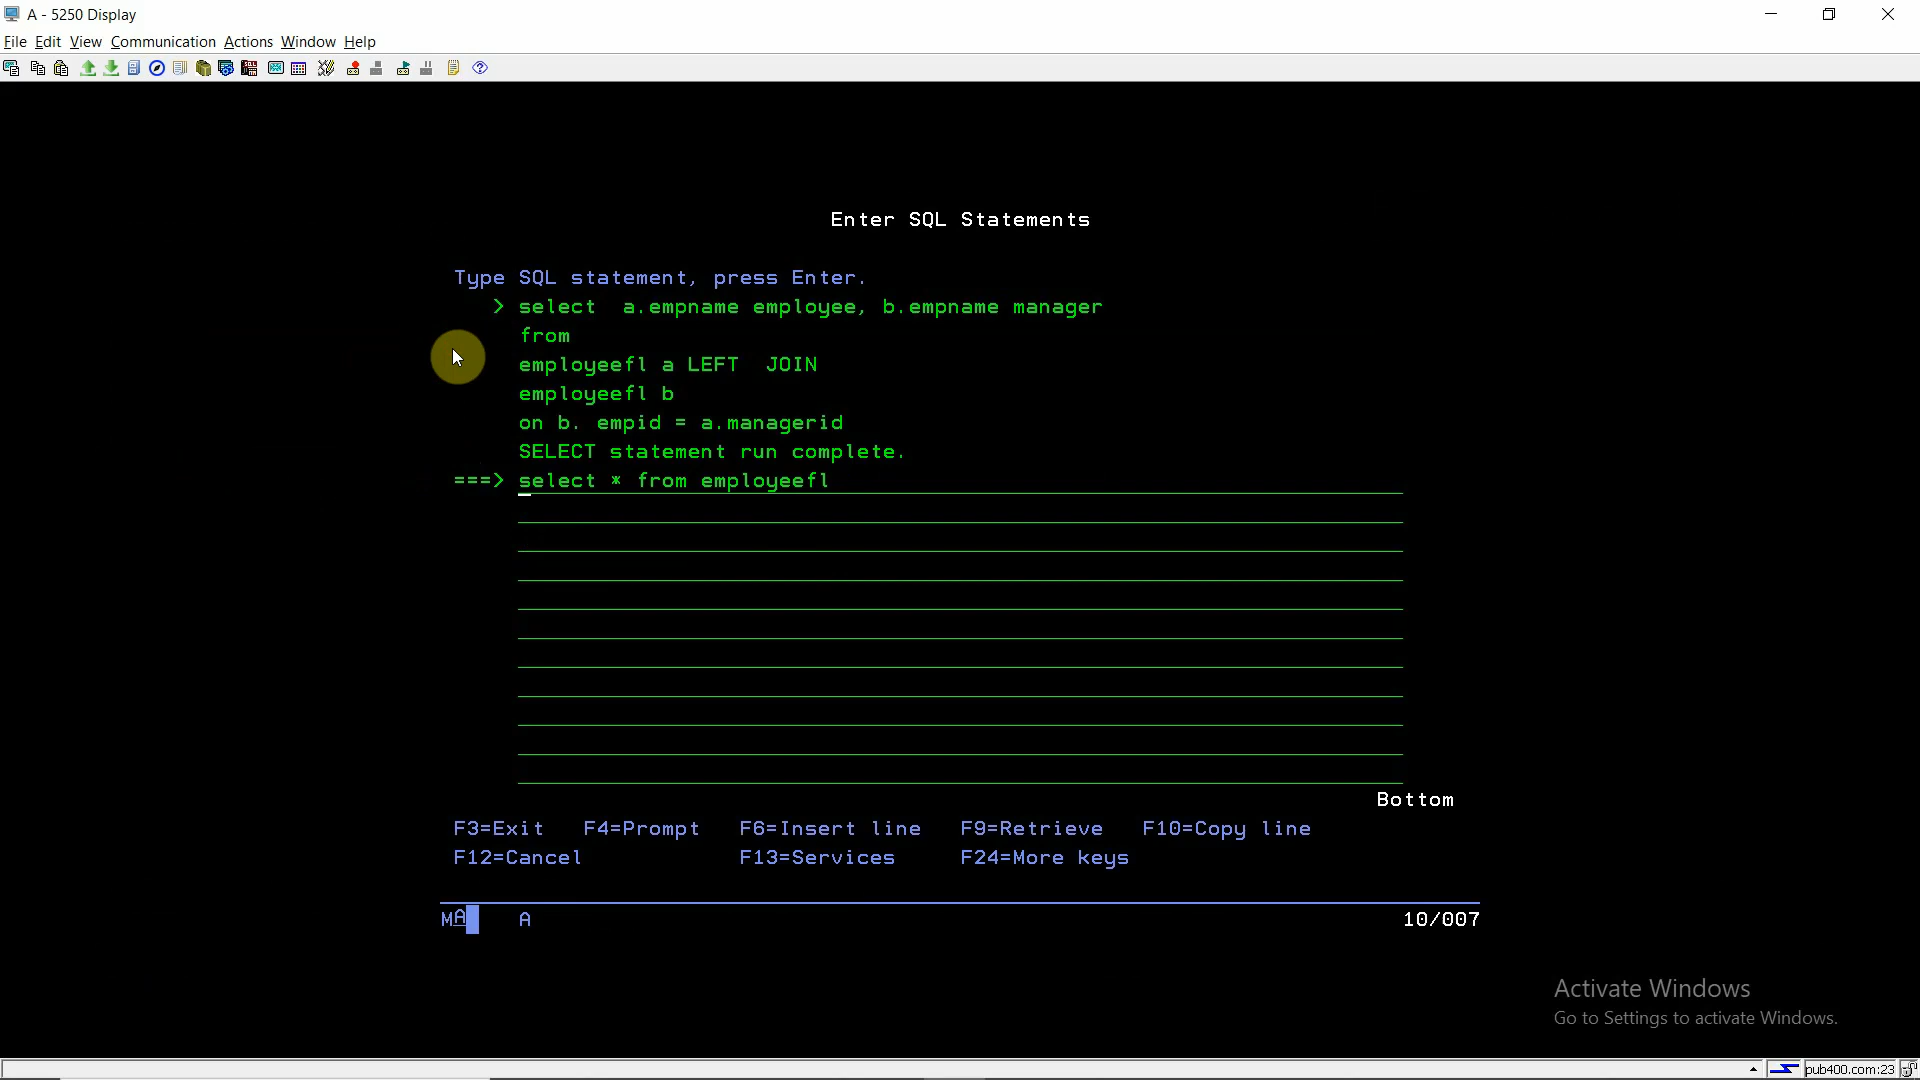 A - 5250 Display
File Edit View Communication Actions Window Help
Enter SQL Statements
Type SQL statement, press Enter.
> select  a.empname employee, b.empname manager
from
employeefl a LEFT  JOIN
employeefl b
on b. empid = a.managerid
SELECT statement run complete.
===> select * from employeefl
Bottom
F3=Exit   F4=Prompt   F6=Insert line   F9=Retrieve   F10=Copy line
F12=Cancel   F13=Services   F24=More keys
MA   A   10/007
Activate Windows
Go to Settings to activate Windows.
pub400.com:23